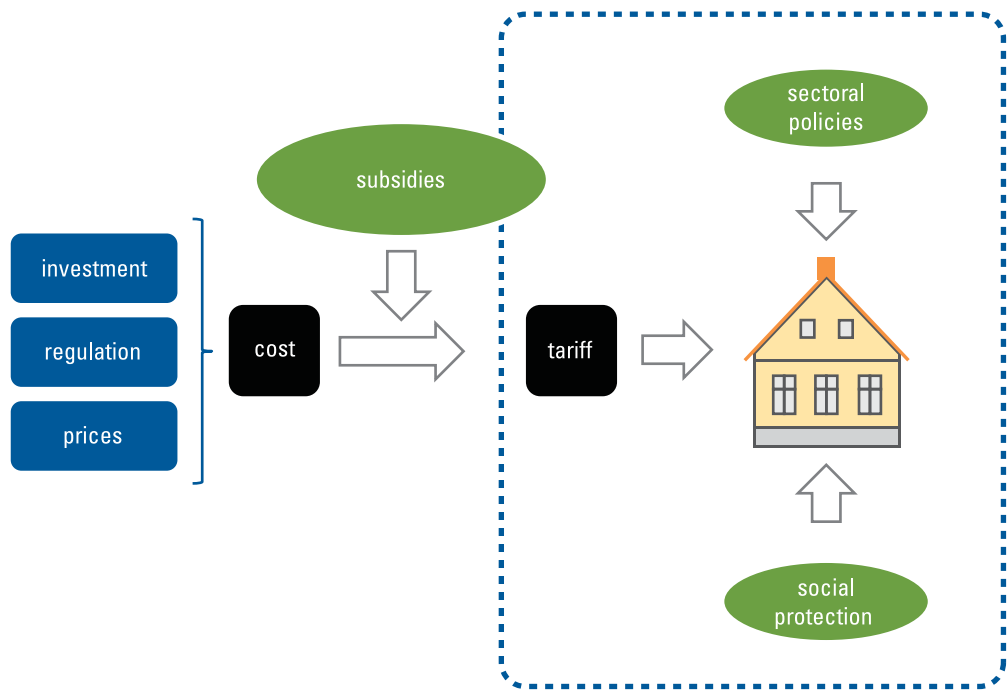 sectoral
policies
subsidies
investment
regulation
prices
cost
tariff
social
protection